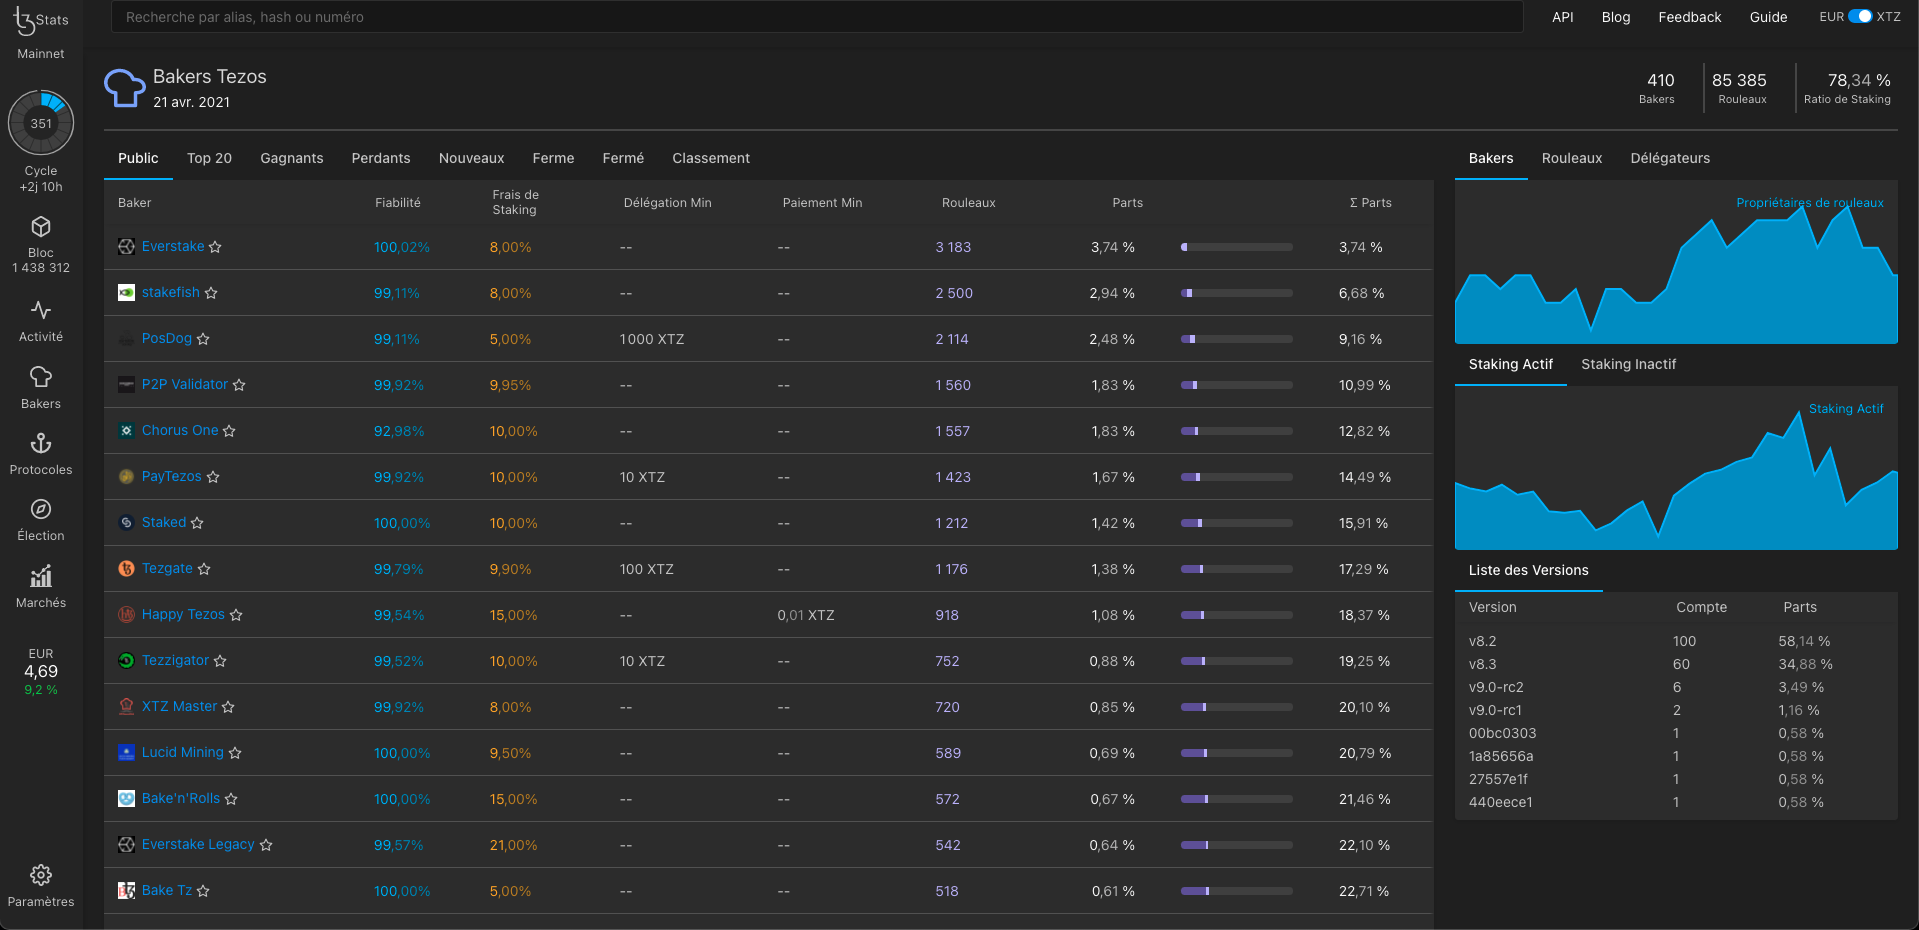 tz Stats
Mainnet
351
Cycle
+2j 10h
Bloc
1 438 312
Activité
Bakers
Protocoles
Élection
Marchés
EUR
4,69
9,2 %
Paramètres
Recherche par alias, hash ou numéro
API Blog Feedback Guide EUR XTZ
Bakers Tezos
21 avr. 2021
410 85 385 78,34 %
Bakers Rouleaux Ratio de Staking
Public Top 20 Gagnants Perdants Nouveaux Ferme Fermé Classement
Baker Fiabilité Frais de Staking Délégation Min Paiement Min Rouleaux Parts Σ Parts
Everstake 100,02% 8,00% -- -- 3 183 3,74 % 3,74 %
stakefish 99,11% 8,00% -- -- 2 500 2,94 % 6,68 %
PosDog 99,11% 5,00% 1 000 XTZ -- 2 114 2,48 % 9,16 %
P2P Validator 99,92% 9,95% -- -- 1 560 1,83 % 10,99 %
Chorus One 92,98% 10,00% -- -- 1 557 1,83 % 12,82 %
PayTezos 99,92% 10,00% 10 XTZ -- 1 423 1,67 % 14,49 %
Staked 100,00% 10,00% -- -- 1 212 1,42 % 15,91 %
Tezgate 99,79% 9,90% 100 XTZ -- 1 176 1,38 % 17,29 %
Happy Tezos 99,54% 15,00% -- 0,01 XTZ 918 1,08 % 18,37 %
Tezzigator 99,52% 10,00% 10 XTZ -- 752 0,88 % 19,25 %
XTZ Master 99,92% 8,00% -- -- 720 0,85 % 20,10 %
Lucid Mining 100,00% 9,50% -- -- 589 0,69 % 20,79 %
Bake'n'Rolls 100,00% 15,00% -- -- 572 0,67 % 21,46 %
Everstake Legacy 99,57% 21,00% -- -- 542 0,64 % 22,10 %
Bake Tz 100,00% 5,00% -- -- 518 0,61 % 22,71 %
Bakers Rouleaux Délégateurs
Propriétaires de rouleaux
Staking Actif Staking Inactif
Staking Actif
Liste des Versions
Version Compte Parts
v8.2 100 58,14 %
v8.3 60 34,88 %
v9.0-rc2 6 3,49 %
v9.0-rc1 2 1,16 %
00bc0303 1 0,58 %
1a85656a 1 0,58 %
27557e1f 1 0,58 %
440eece1 1 0,58 %